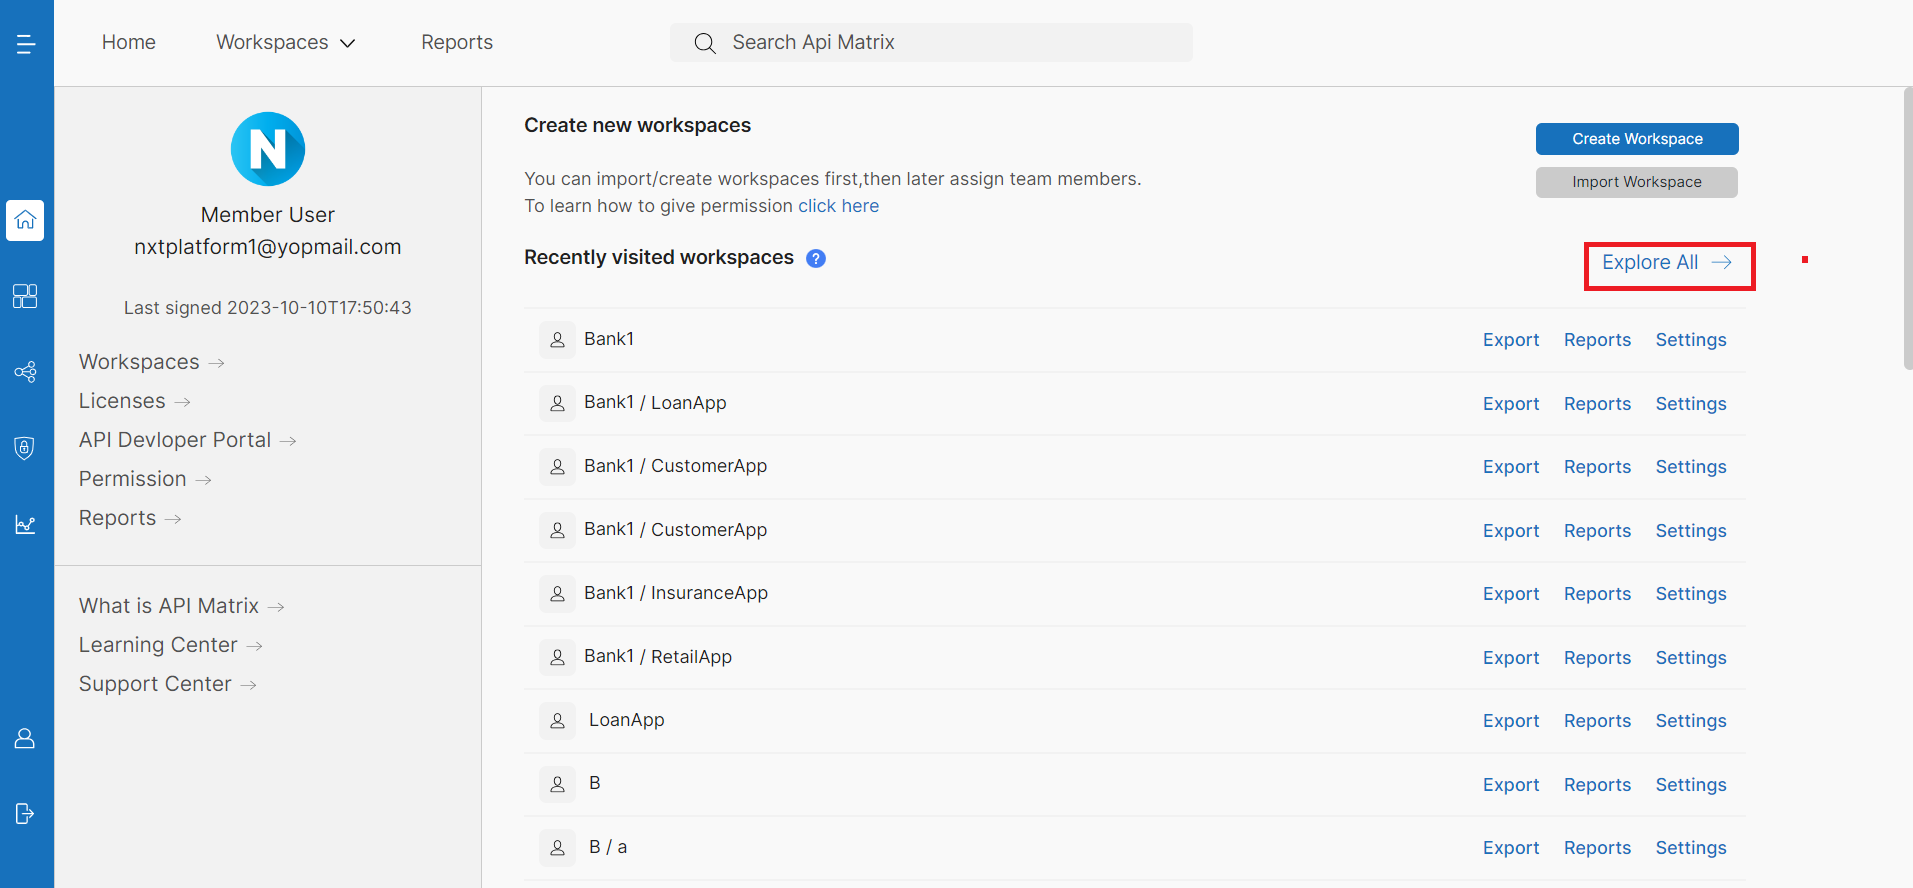 Home Workspaces Reports Search Api Matrix
N
Member User
nxtplatform1@yopmail.com
Last signed 2023-10-10T17:50:43
Workspaces →
Licenses →
API Devloper Portal →
Permission →
Reports →
What is API Matrix →
Learning Center →
Support Center →
Create new workspaces
Create Workspace
You can import/create workspaces first,then later assign team members.
Import Workspace
To learn how to give permission click here
Recently visited workspaces ?
Explore All →
Bank1 Export Reports Settings
Bank1 / LoanApp Export Reports Settings
Bank1 / CustomerApp Export Reports Settings
Bank1 / CustomerApp Export Reports Settings
Bank1 / InsuranceApp Export Reports Settings
Bank1 / RetailApp Export Reports Settings
LoanApp Export Reports Settings
B Export Reports Settings
B / a Export Reports Settings